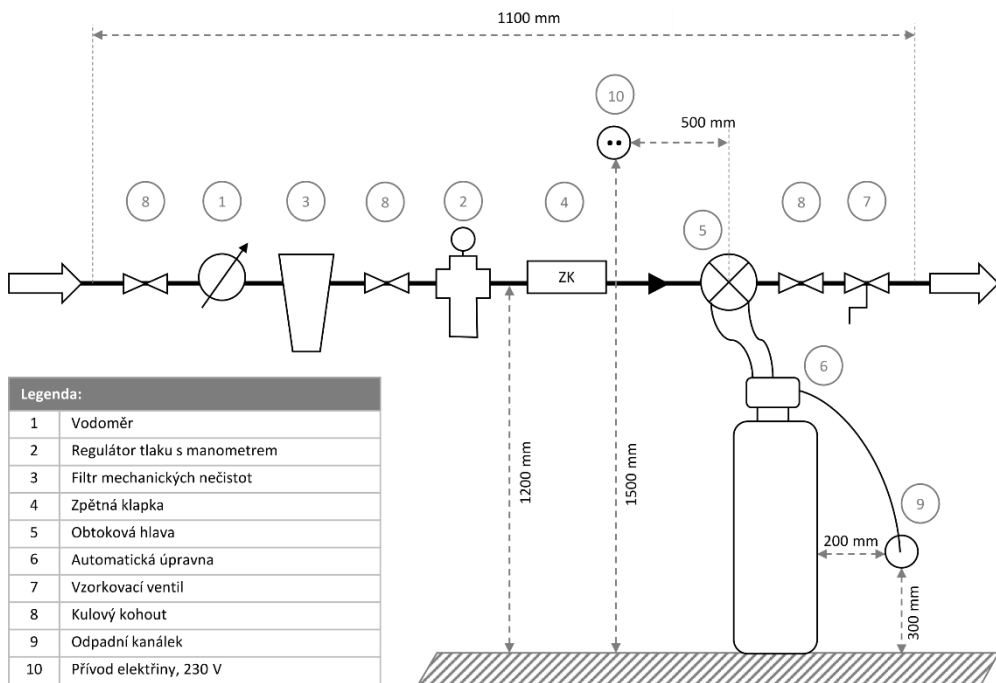 1100 mm
10
500 mm
8
1
3
8
2
4
5
8
7
ZK
6
1200 mm
1500 mm
9
200 mm
300 mm
Legenda:
1 Vodoměr
2 Regulátor tlaku s manometrem
3 Filtr mechanických nečistot
4 Zpětná klapka
5 Obtoková hlava
6 Automatická úpravna
7 Vzorkovací ventil
8 Kulový kohout
9 Odpadní kanálek
10 Přívod elektřiny, 230 V